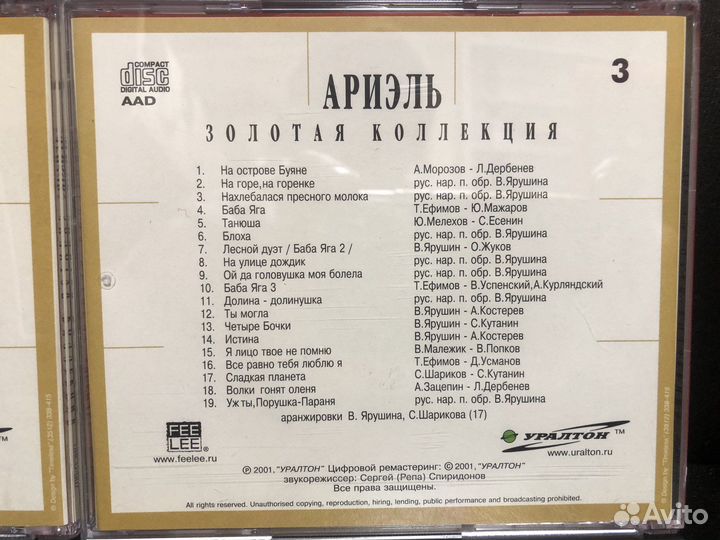 COMPACT
disc
DIGITAL AUDIO
AAD
АРИЭЛЬ
3
ЗОЛОТАЯ КОЛЛЕКЦИЯ
1. На острове Буяне А.Морозов - Л.Дербенев
2. На горе,на горенке рус. нар. п. обр. В.Ярушина
3. Нахлебалася пресного молока рус. нар. п. обр. В.Ярушина
4. Баба Яга Т.Ефимов - Ю.Мажаров
5. Танюша Ю.Мелехов - С.Есенин
6. Блоха рус. нар. п. обр. В.Ярушина
7. Лесной дуэт / Баба Яга 2 / В.Ярушин - О.Жуков
8. На улице дождик рус. нар. п. обр. В.Ярушина
9. Ой да головушка моя болела рус. нар. п. обр. В.Ярушина
10. Баба Яга 3 Т.Ефимов - В.Успенский,А.Курляндский
11. Долина - долинушка рус. нар. п. обр. В.Ярушина
12. Ты могла В.Ярушин - А.Костерев
13. Четыре Бочки В.Ярушин - С.Кутанин
14. Истина В.Ярушин - А.Костерев
15. Я лицо твое не помню В.Малежик - В.Попков
16. Все равно тебя люблю я Т.Ефимов - Д.Усманов
17. Сладкая планета С.Шариков - С.Кутанин
18. Волки гонят оленя А.Зацепин - Л.Дербенев
19. Уж ты,Порушка-Параня рус. нар. п. обр. В.Ярушина
аранжировки В. Ярушина, С.Шарикова (17)
FEE
LEE
™
www.feelee.ru
УРАЛТОН™
www.uralton.ru
℗ 2001, "УРАЛТОН" Цифровой ремастеринг: © 2001, "УРАЛТОН"
звукорежиссер: Сергей (Репа) Спиридонов
Все права защищены.
All rights reserved. Unauthorised copying, reproduction, hiring, lending, public performance and broadcasting prohibited.
™
n.ru
Avito